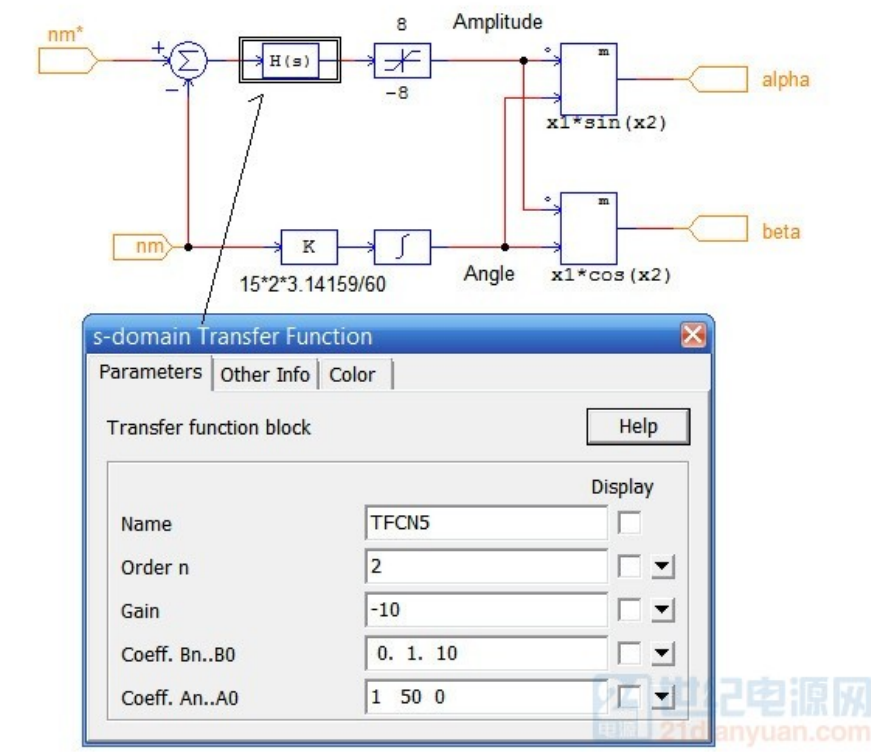 nm*
8
Amplitude
+
Σ
H(s)
m
−
-8
alpha
x1*sin(x2)
m
nm
K
∫
beta
15*2*3.14159/60
Angle
x1*cos(x2)
s-domain Transfer Function
Parameters Other Info Color
Transfer function block Help
Display
Name TFCN5
Order n 2
Gain -10
Coeff. Bn..B0 0. 1. 10
Coeff. An..A0 1 50 0
世纪电源网
电源 21dianyuan.com